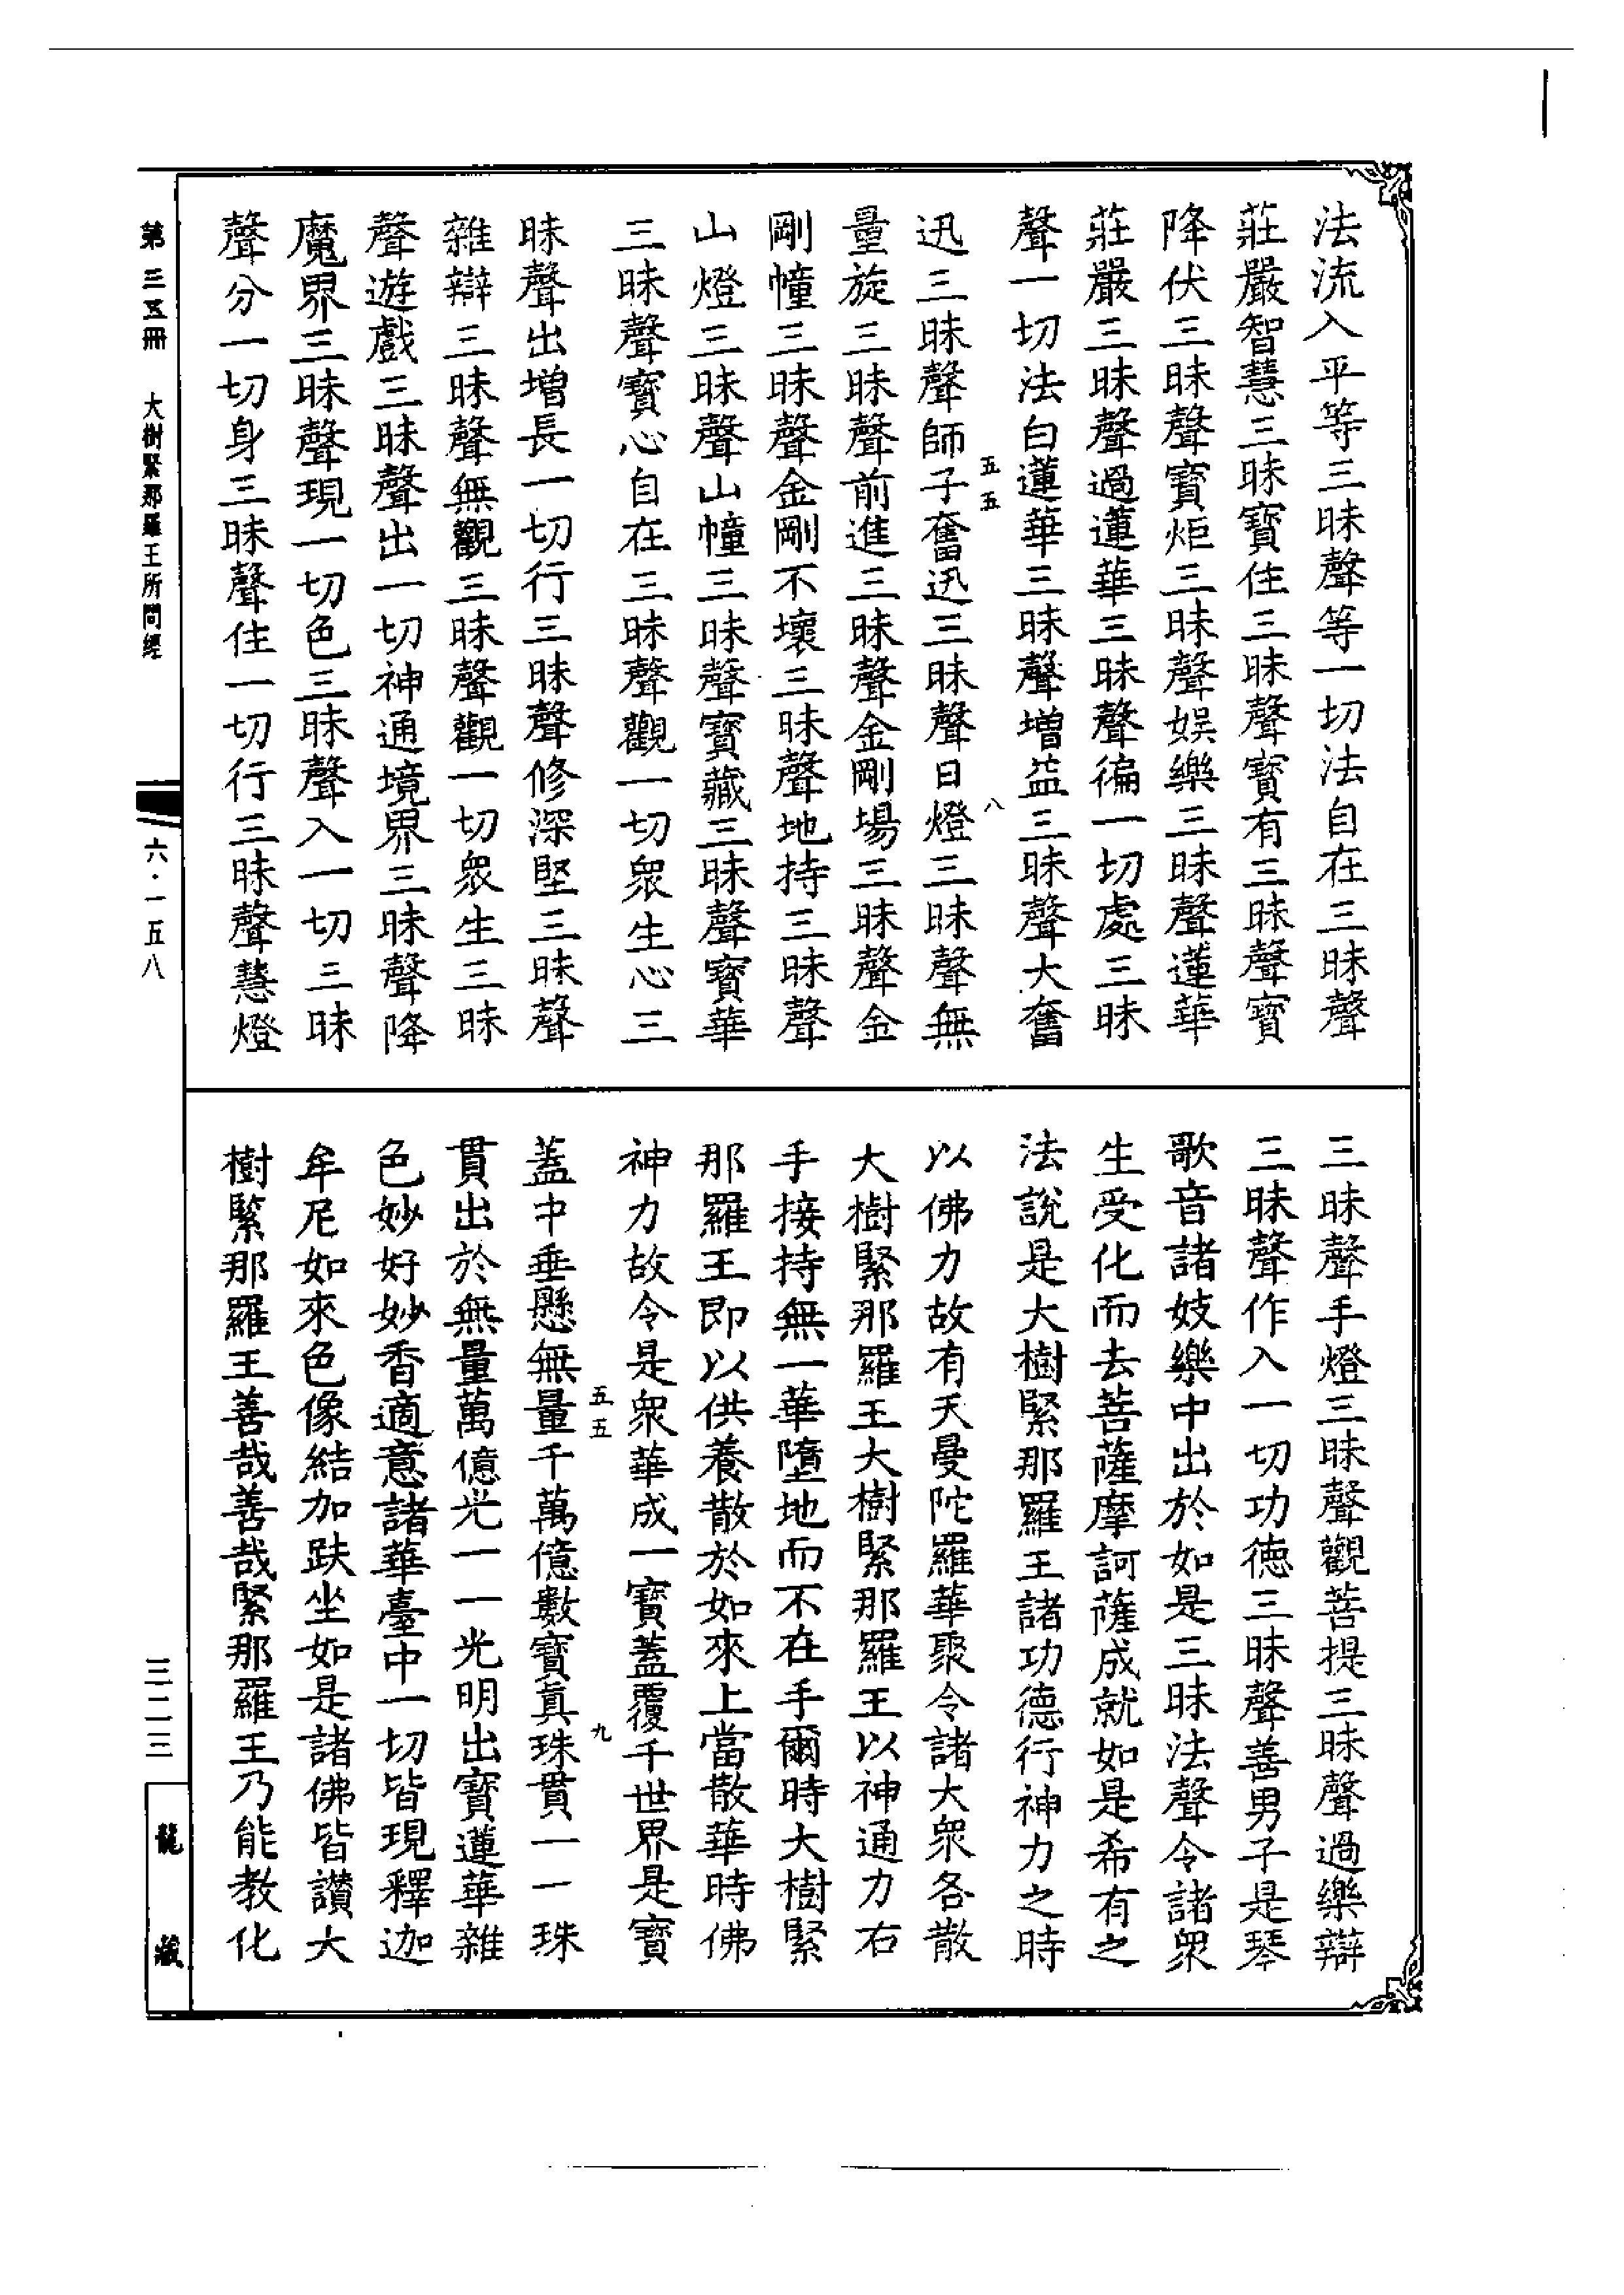 法流入平等三昧聲等一切法自在三昧聲
莊嚴智慧三昧寶住三昧聲寶有三昧聲寶
降伏三昧聲寶炬三昧聲娛樂三昧聲蓮華
莊嚴三昧聲過蓮華三昧聲徧一切處三昧
聲一切法白蓮華三昧聲增益三昧聲大奮
五五
八
迅三昧聲師子奮迅三昧聲日燈三昧聲無
量旋三昧聲前進三昧聲金剛場三昧聲金
剛幢三昧聲金剛不壞三昧聲地持三昧聲
山燈三昧聲山幢三昧聲寶藏三昧聲寶華
三昧聲寶心自在三昧聲觀一切眾生心三
昧聲出增長一切行三昧聲修深堅三昧聲
雜辯三昧聲無觀三昧聲觀一切眾生三昧
聲遊戲三昧聲出一切神通境界三昧聲降
魔界三昧聲現一切色三昧聲入一切三昧
聲分一切身三昧聲住一切行三昧聲慧燈
三昧聲手燈三昧聲觀菩提三昧聲過樂辯
三昧聲作入一切功德三昧聲善男子是琴
歌音諸妓樂中出於如是三昧法聲令諸眾
生受化而去菩薩摩訶薩成就如是希有之
法說是大樹緊那羅王諸功德行神力之時
以佛力故有天曼陀羅華聚令諸大眾各散
大樹緊那羅王大樹緊那羅王以神通力右
手接持無一華墮地而不在手爾時大樹緊
那羅王即以供養散於如來上當散華時佛
神力故令是眾華成一寶蓋覆千世界是寶
五五
九
蓋中垂懸無量千萬億數寶真珠貫一一珠
貫出於無量萬億光一一光明出寶蓮華雜
色妙好妙香適意諸華臺中一切皆現釋迦
牟尼如來色像結加趺坐如是諸佛皆讚大
樹緊那羅王善哉善哉緊那羅王乃能教化
第三五冊 大樹緊那羅王所問經
六·一五八
三二三
龍藏